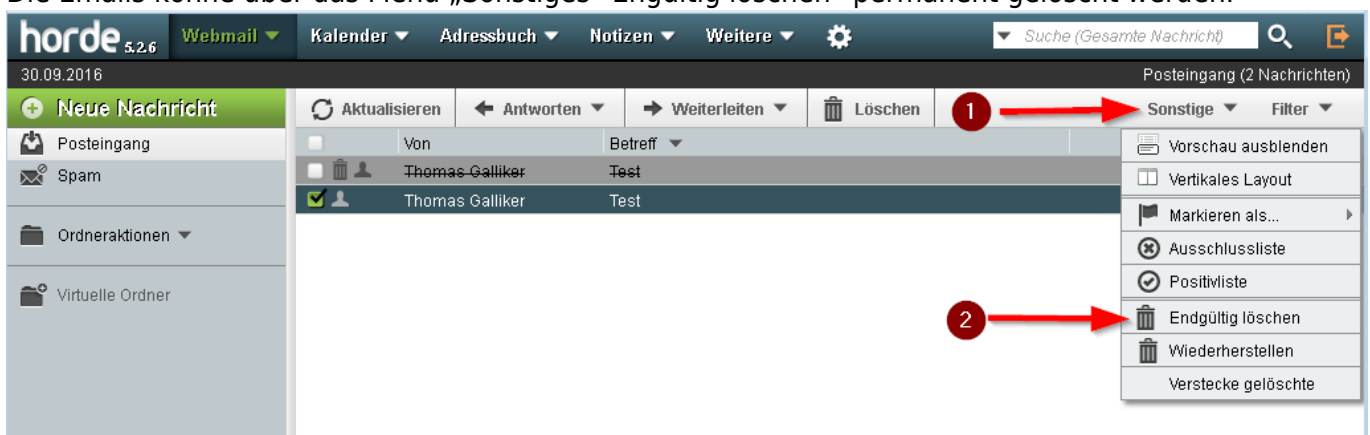 Die Emails könne über das Menü „Sonstiges“ Engültig löschen“ permanent gelöscht werden.
horde 5.2.6 Webmail Kalender Adressbuch Notizen Weitere Suche (Gesamte Nachricht)
30.09.2016 Posteingang (2 Nachrichten)
Neue Nachricht Aktualisieren Antworten Weiterleiten Löschen 1 Sonstige Filter
Posteingang Von Betreff Vorschau ausblenden
Spam Thomas Galliker Test Vertikales Layout
Thomas Galliker Test Markieren als...
Ordneraktionen Ausschlussliste
Positivliste
Virtuelle Ordner 2 Endgültig löschen
Wiederherstellen
Verstecke gelöschte